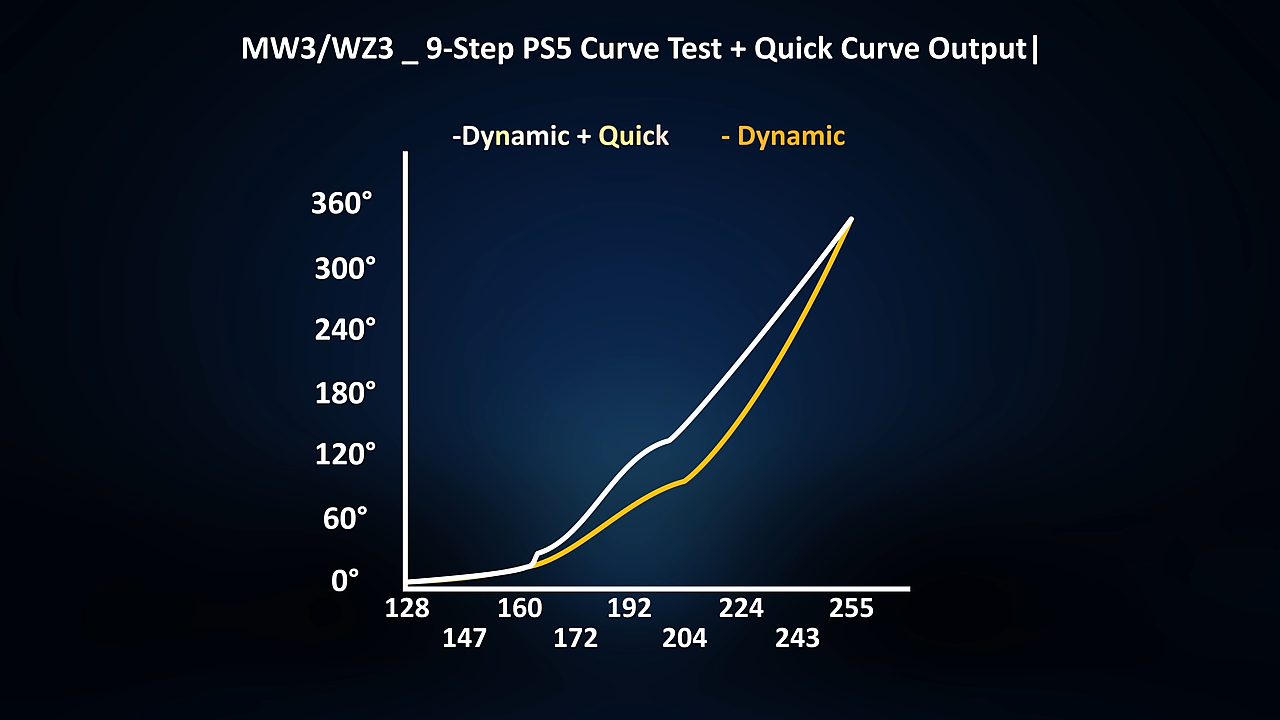 MW3/WZ3 _ 9-Step PS5 Curve Test + Quick Curve Output|
-Dynamic + Quick - Dynamic
360°
300°
240°
180°
120°
60°
0°
128 160 192 224 255
147 172 204 243